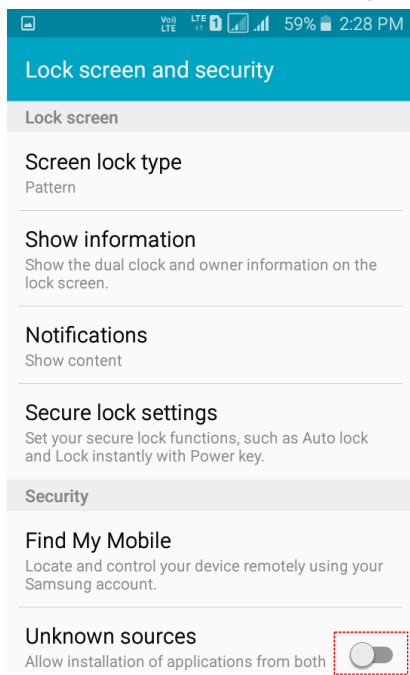 Vo)) LTE LTE 1 59% 2:28 PM
Lock screen and security
Lock screen
Screen lock type
Pattern
Show information
Show the dual clock and owner information on the
lock screen.
Notifications
Show content
Secure lock settings
Set your secure lock functions, such as Auto lock
and Lock instantly with Power key.
Security
Find My Mobile
Locate and control your device remotely using your
Samsung account.
Unknown sources
Allow installation of applications from both